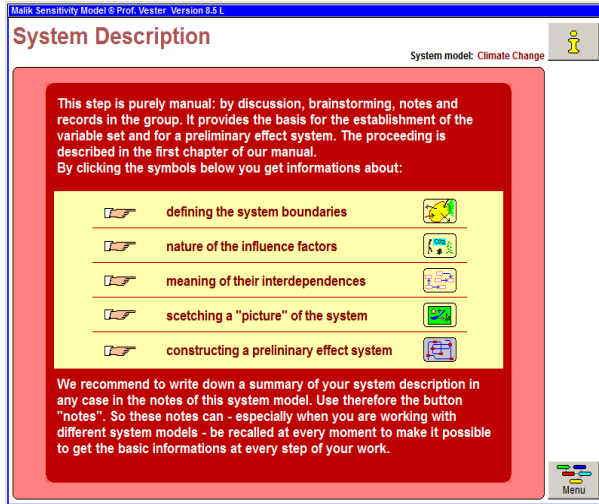 Malik Sensitivity Model ® Prof. Vester Version 8.5 L
System Description
System model: Climate Change
This step is purely manual: by discussion, brainstorming, notes and
records in the group. It provides the basis for the establishment of the
variable set and for a preliminary effect system. The proceeding is
described in the first chapter of our manual.
By clicking the symbols below you get informations about:
defining the system boundaries
nature of the influence factors
CO2
$
meaning of their interdependences
scetching a "picture" of the system
constructing a prelininary effect system
We recommend to write down a summary of your system description in
any case in the notes of this system model. Use therefore the button
"notes". So these notes can - especially when you are working with
different system models - be recalled at every moment to make it possible
to get the basic informations at every step of your work.
Menu